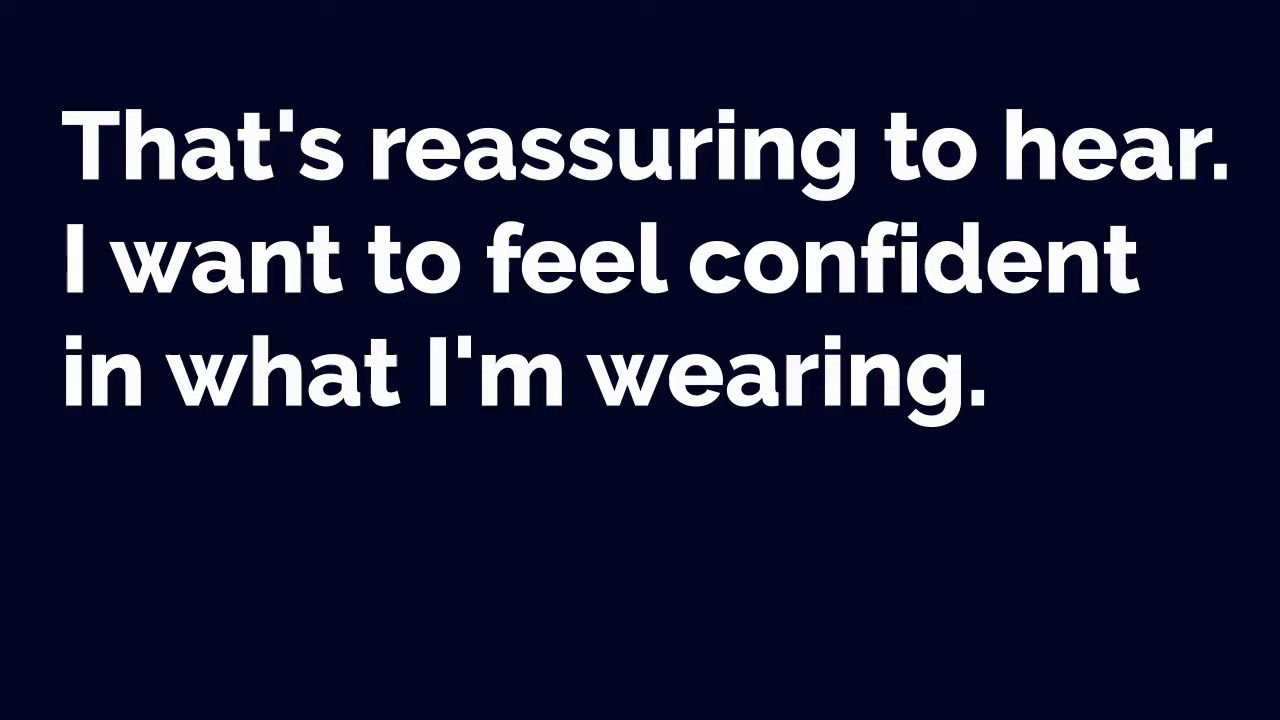 That's reassuring to hear.
I want to feel confident
in what I'm wearing.